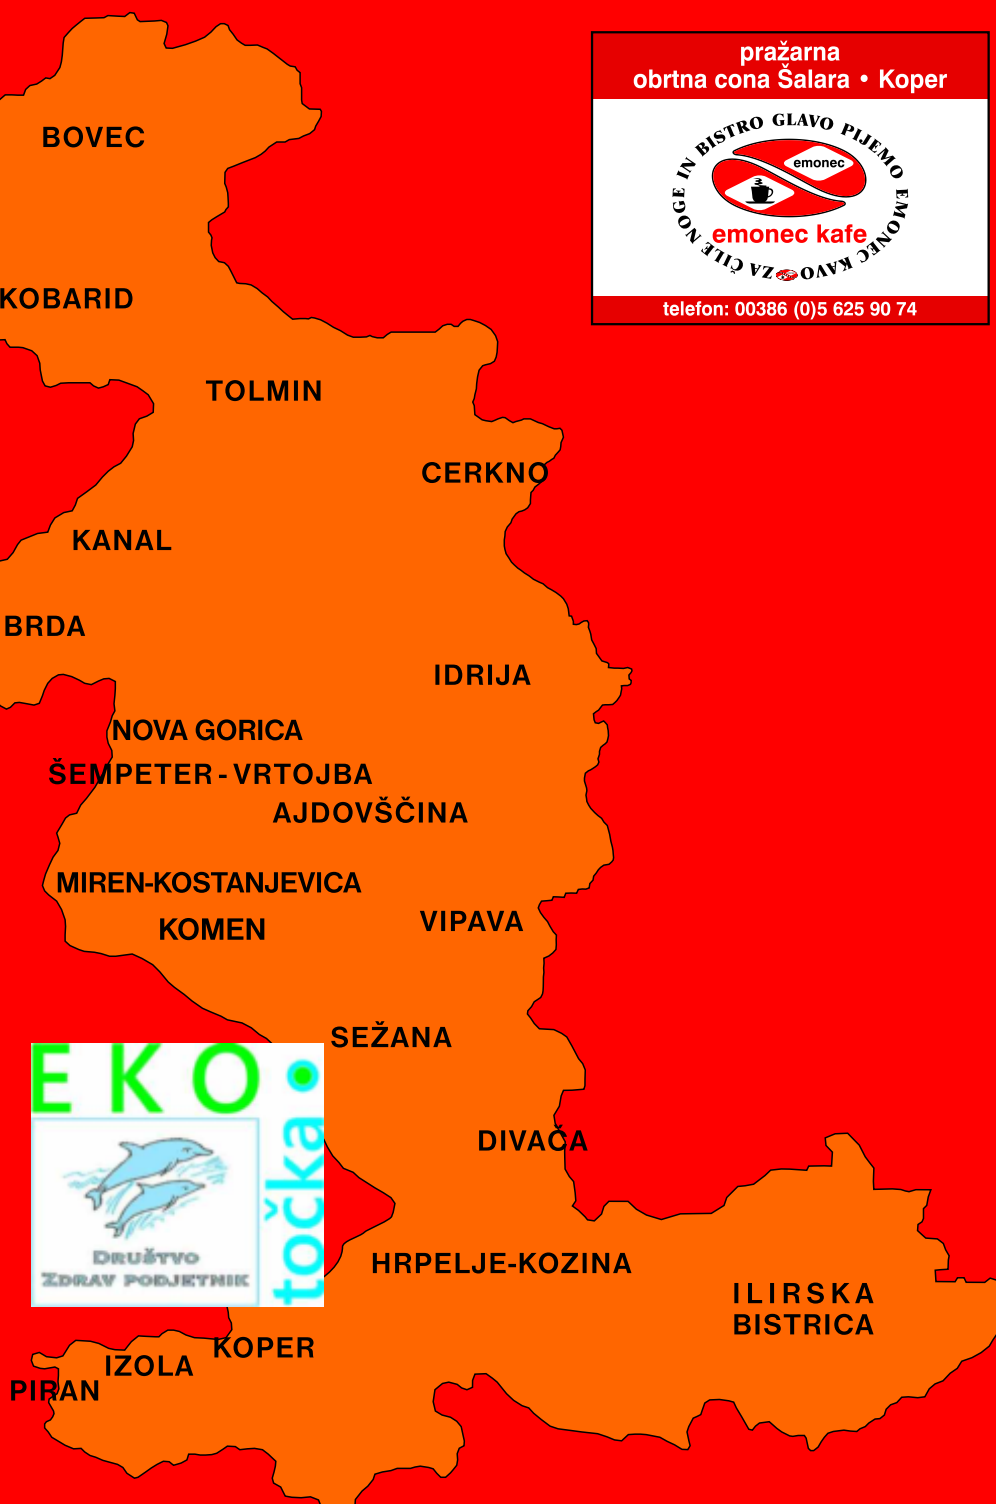 pražarna
obrtna cona Šalara • Koper
ZA ČILE NOGE IN BISTRO GLAVO PIJEMO EMONEC KAVO
emonec
emonec kafe
telefon: 00386 (0)5 625 90 74
BOVEC
KOBARID
TOLMIN
CERKNO
KANAL
BRDA
IDRIJA
NOVA GORICA
ŠEMPETER - VRTOJBA
AJDOVŠČINA
MIREN-KOSTANJEVICA
KOMEN
VIPAVA
SEŽANA
EKO
točka
DRUŠTVO
ZDRAV PODJETNIK
DIVAČA
HRPELJE-KOZINA
ILIRSKA
BISTRICA
KOPER
IZOLA
PIRAN